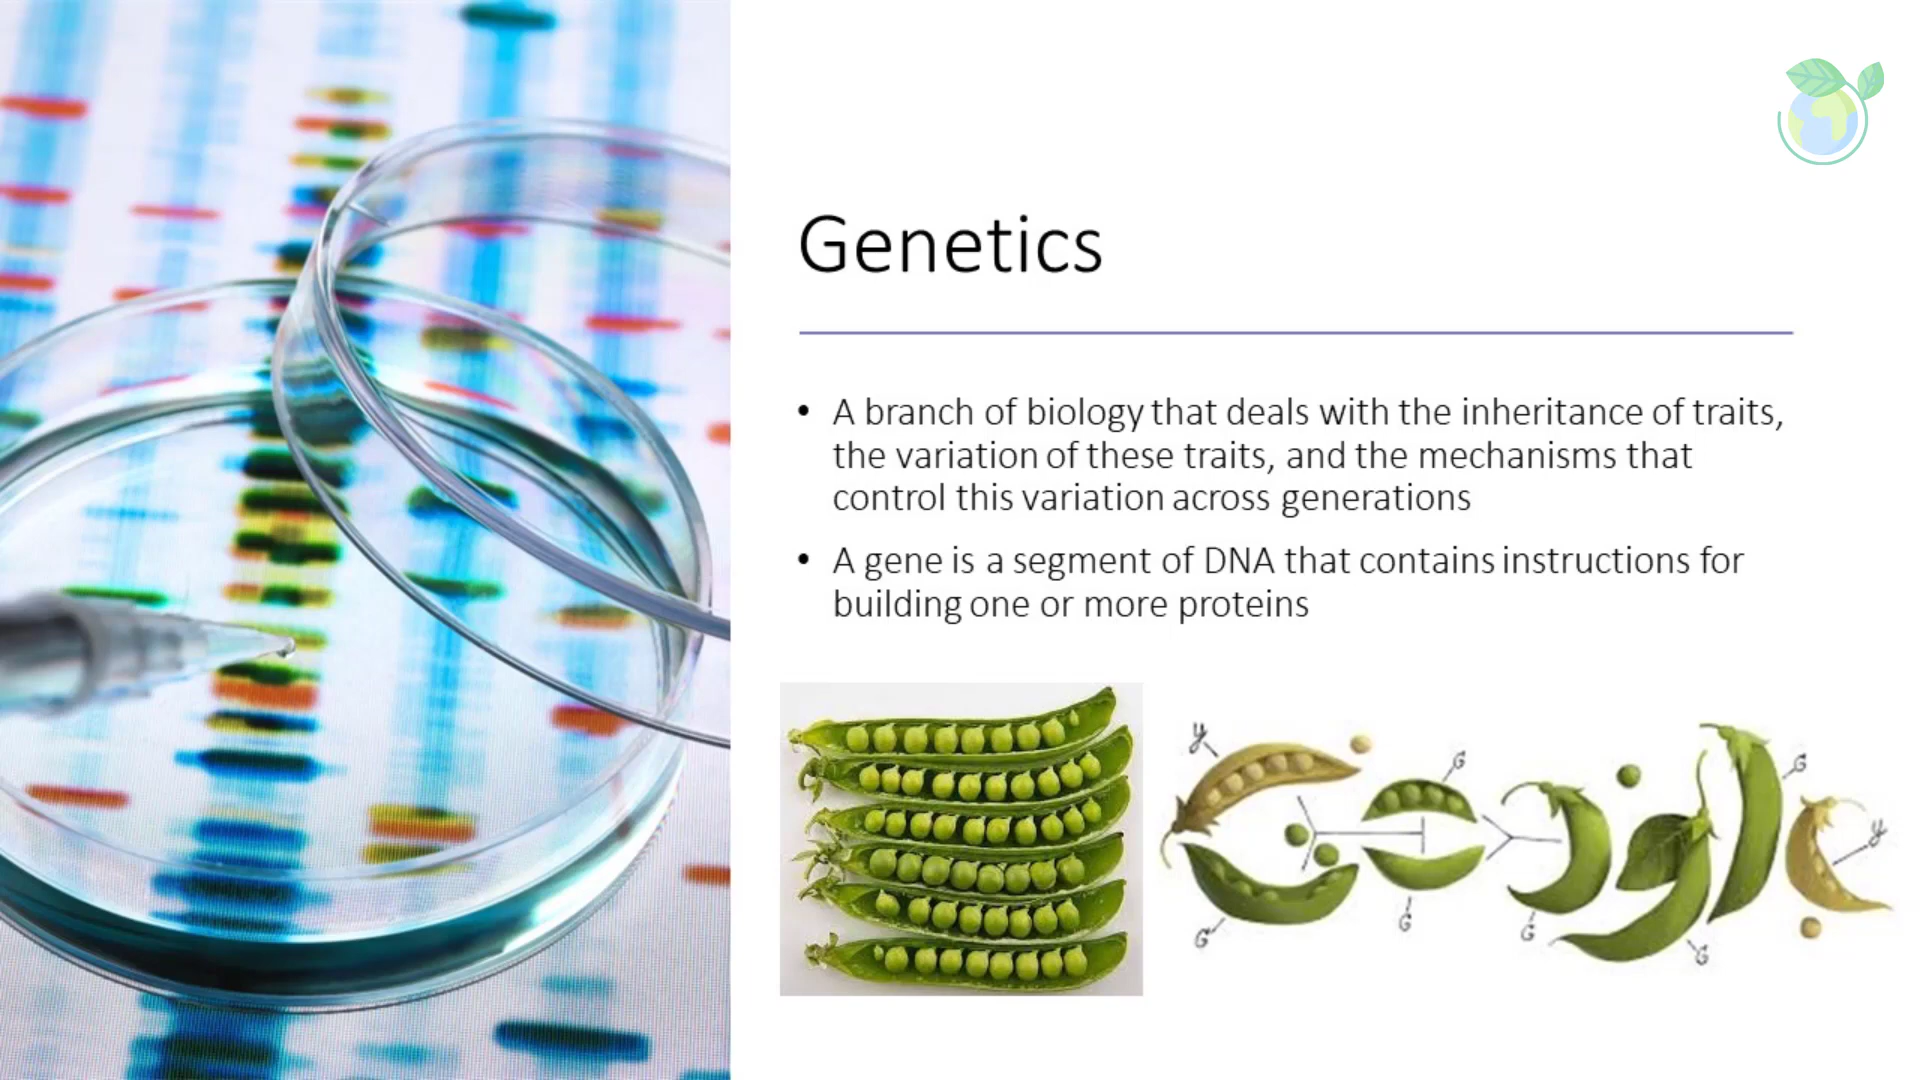 Genetics
• A branch of biology that deals with the inheritance of traits,
the variation of these traits, and the mechanisms that
control this variation across generations
• A gene is a segment of DNA that contains instructions for
building one or more proteins
y
G
G
y
G
G
G
G